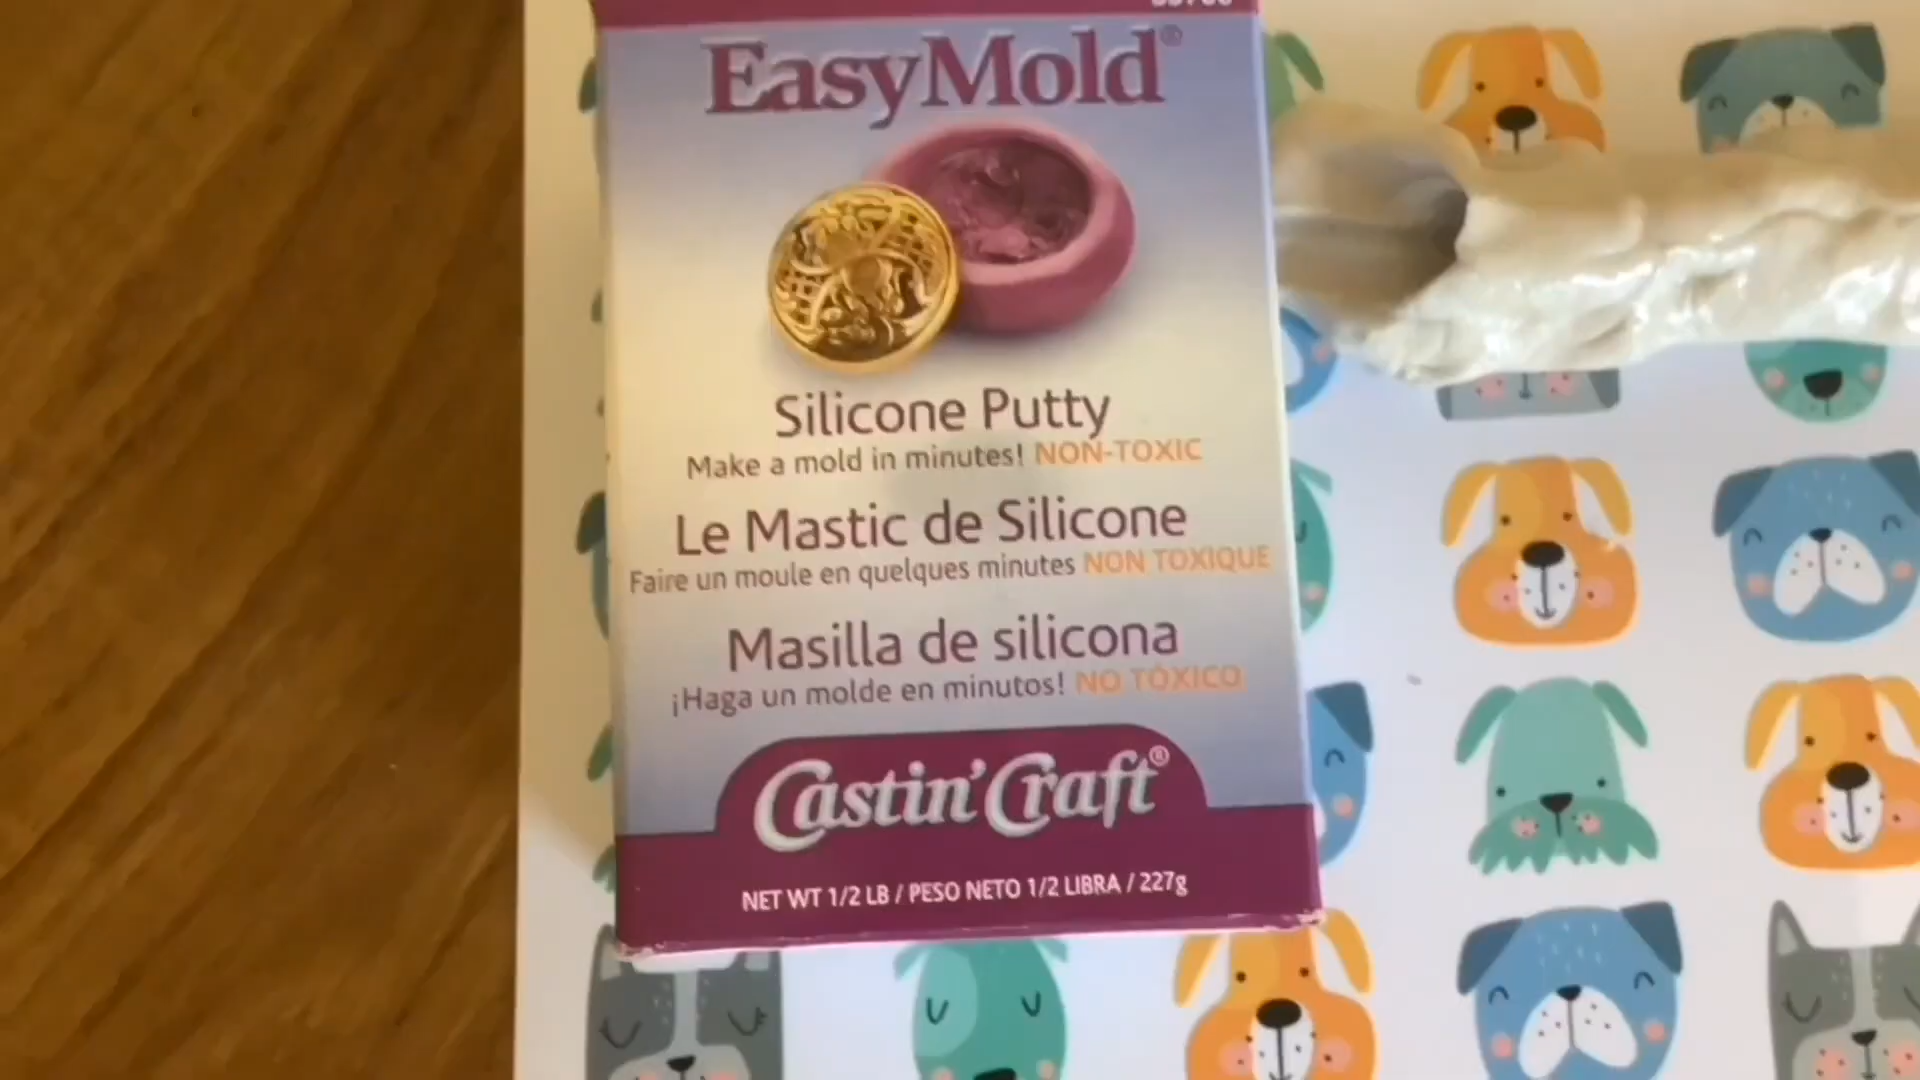 EasyMold®
Silicone Putty
Make a mold in minutes! NON-TOXIC
Le Mastic de Silicone
Faire un moule en quelques minutes NON TOXIQUE
Masilla de silicona
¡Haga un molde en minutos! NO TÓXICO
Castin'Craft®
NET WT 1/2 LB / PESO NETO 1/2 LIBRA / 227g